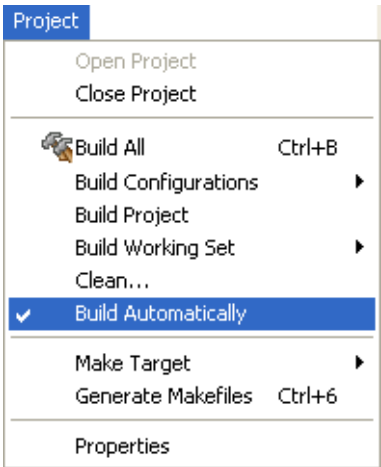 Project
Open Project
Close Project
Build All Ctrl+B
Build Configurations
Build Project
Build Working Set
Clean...
Build Automatically
Make Target
Generate Makefiles Ctrl+6
Properties